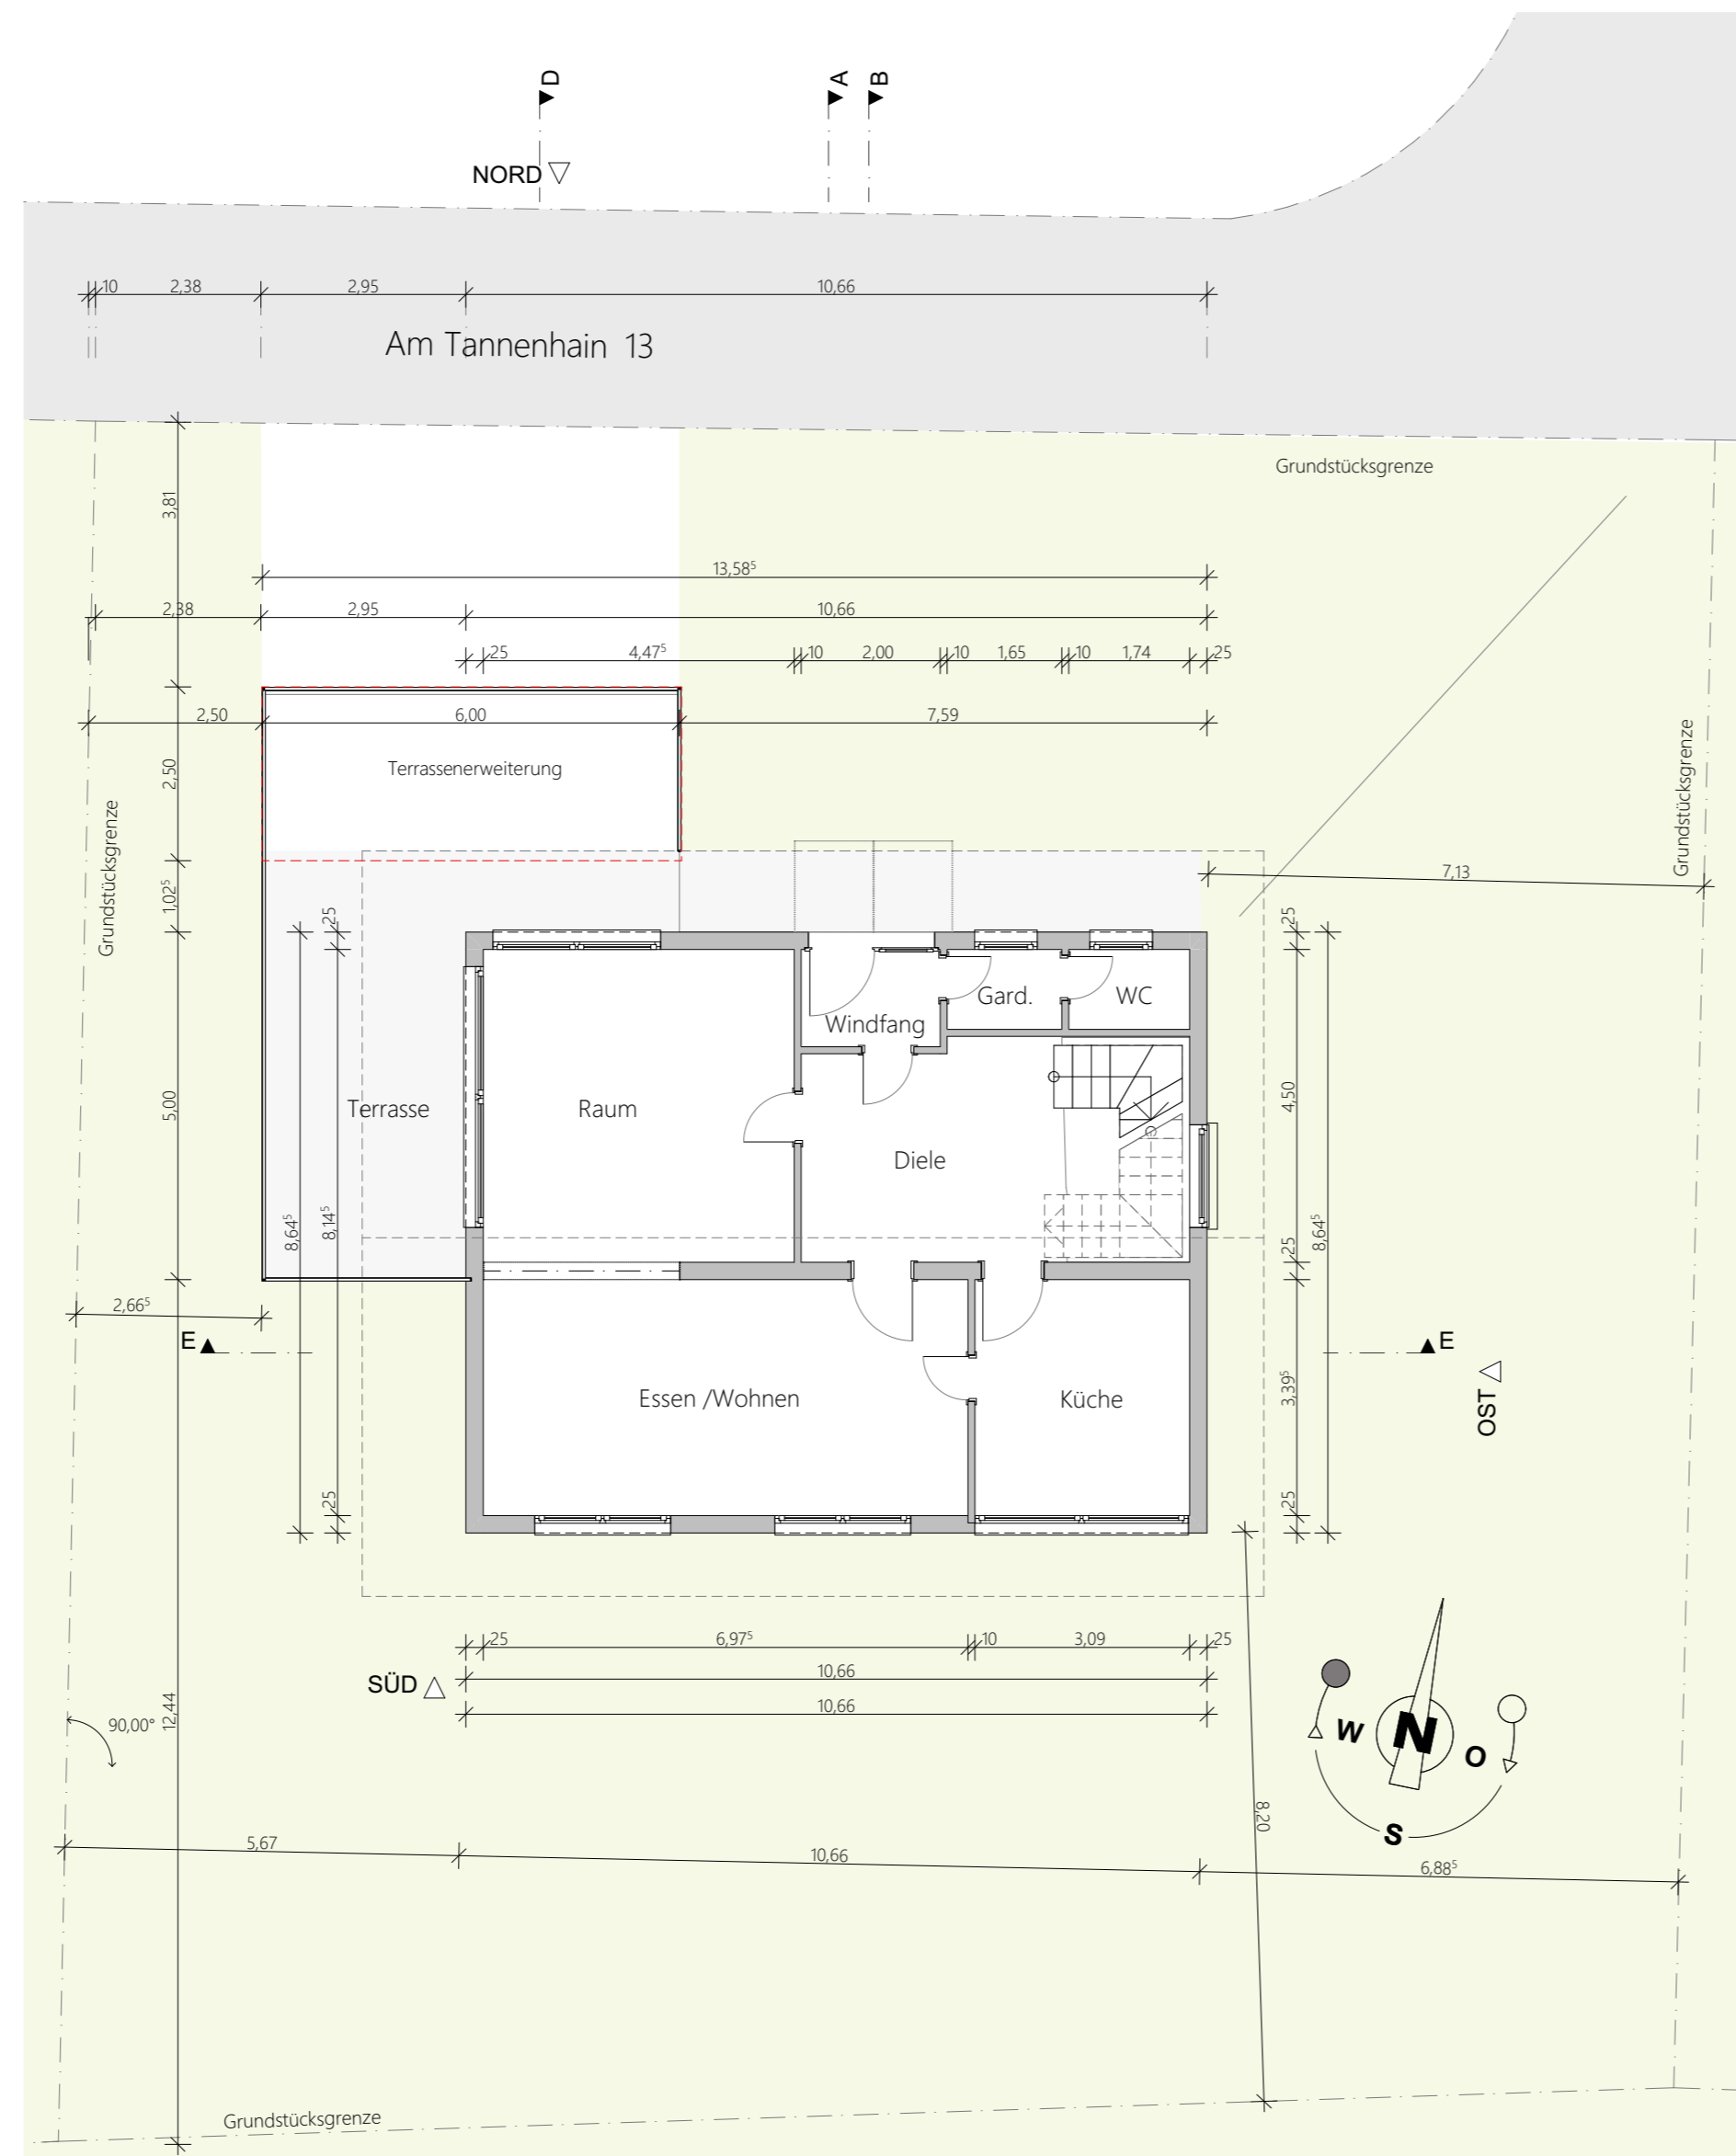 D
A
B
NORD
10
2,38
2,95
10,66
Am Tannenhain 13
Grundstücksgrenze
3,81
13,58⁵
2,38
2,95
10,66
25
4,47⁵
10
2,00
10
1,65
10
1,74
25
2,50
6,00
7,59
Terrassenerweiterung
2,50
Grundstücksgrenze
Grundstücksgrenze
7,13
1,02⁵
25
25
Gard.
WC
Windfang
5,00
Terrasse
Raum
4,50
Diele
8,64⁵
8,14⁵
25
8,64⁵
2,66⁵
E
E
OST
Essen /Wohnen
Küche
3,39⁵
25
25
25
6,97⁵
10
3,09
25
SÜD
10,66
10,66
90,00°
12,44
W
N
O
S
8,20
5,67
10,66
6,88⁵
Grundstücksgrenze